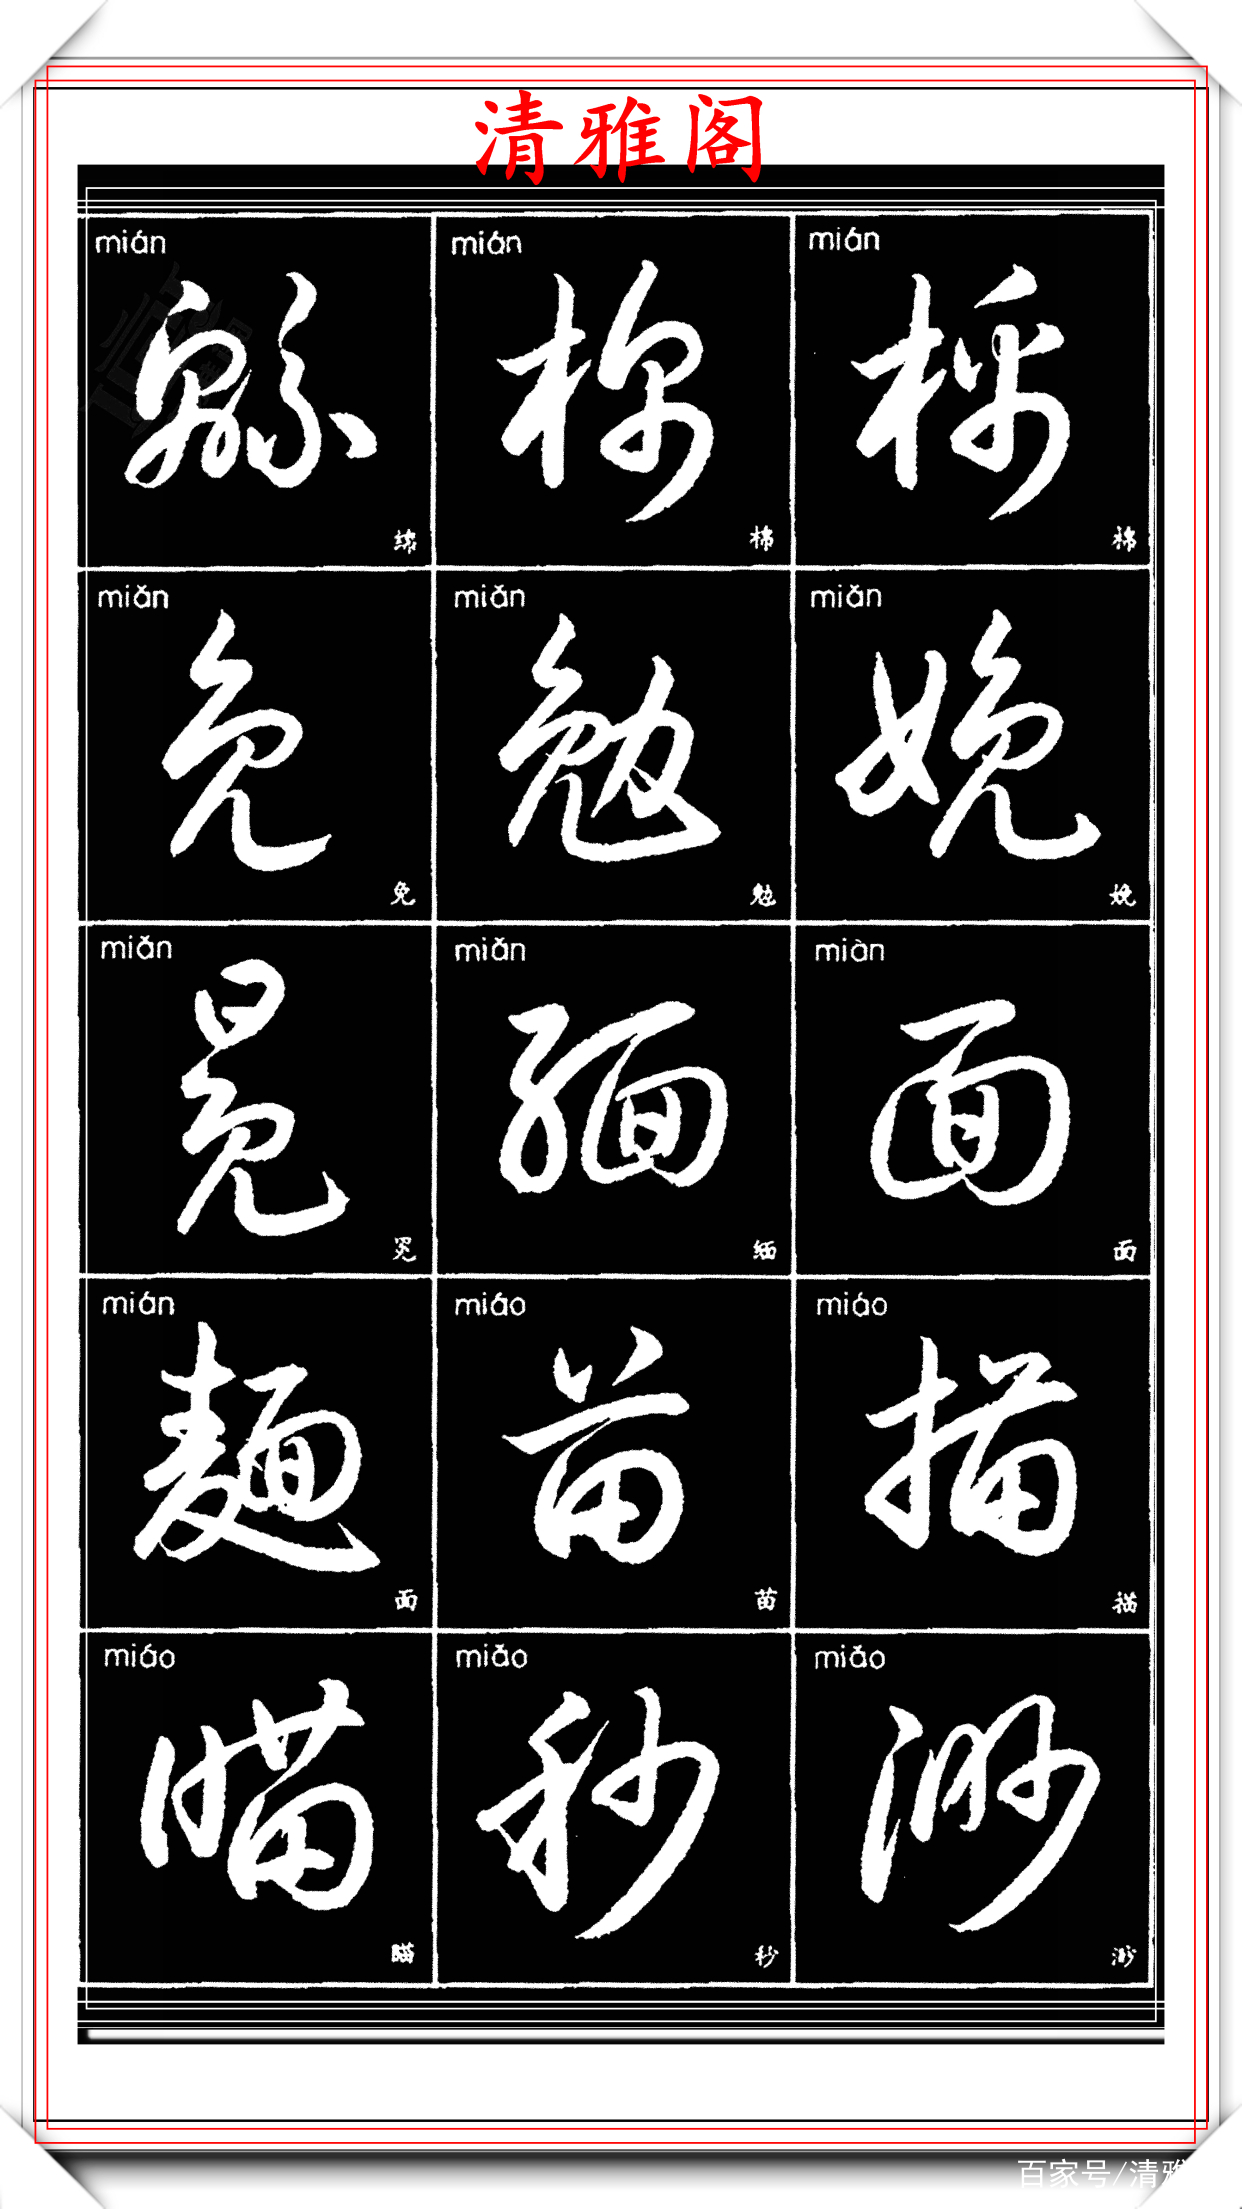 清雅阁
mián mián mián
緜 棉 棉
绵 棉 棉
miǎn miǎn miǎn
免 勉 娩
免 勉 娩
miǎn miǎn miàn
冕 緬 面
冕 缅 面
mián miáo miáo
麵 苗 描
面 苗 描
miáo miǎo miǎo
瞄 秒 渺
瞄 秒 渺
百家号/清雅